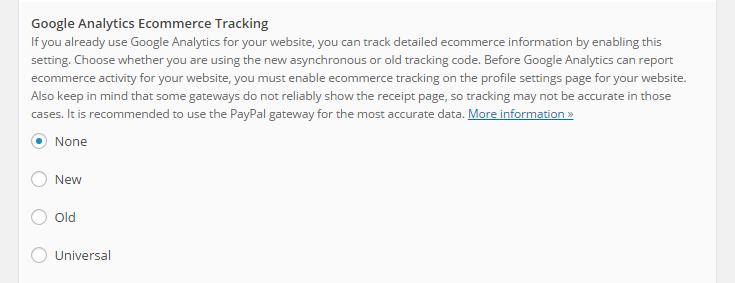 Google Analytics Ecommerce Tracking
If you already use Google Analytics for your website, you can track detailed ecommerce information by enabling this
setting. Choose whether you are using the new asynchronous or old tracking code. Before Google Analytics can report
ecommerce activity for your website, you must enable ecommerce tracking on the profile settings page for your website.
Also keep in mind that some gateways do not reliably show the receipt page, so tracking may not be accurate in those
cases. It is recommended to use the PayPal gateway for the most accurate data. More information »
None
New
Old
Universal